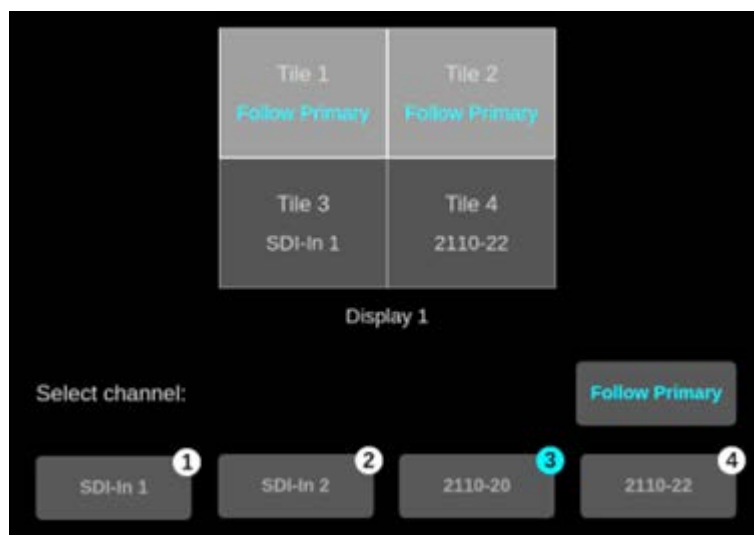 Tile 1 Tile 2
Follow Primary Follow Primary
Tile 3 Tile 4
SDI-In 1 2110-22
Display 1
Select channel:
Follow Primary
1 2 3 4
SDI-In 1 SDI-In 2 2110-20 2110-22